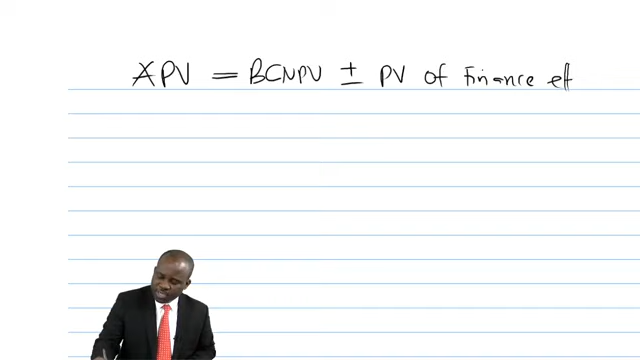 APV = BCNPV ± PV of Finance eff